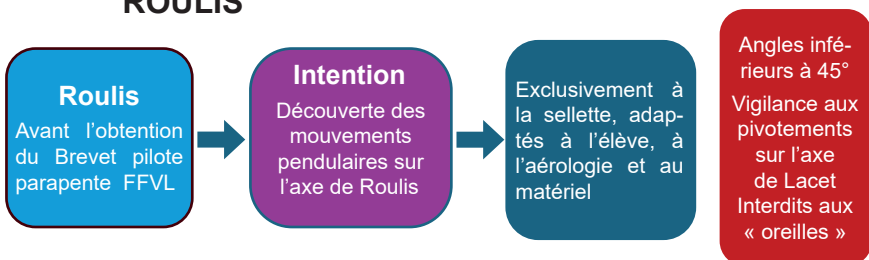 ROULIS
Roulis
Avant l'obtention
du Brevet pilote
parapente FFVL
Intention
Découverte des
mouvements
pendulaires sur
l'axe de Roulis
Exclusivement à
la sellette, adap-
tés à l'élève, à
l'aérologie et au
matériel
Angles infé-
rieurs à 45°
Vigilance aux
pivotements
sur l'axe
de Lacet
Interdits aux
« oreilles »